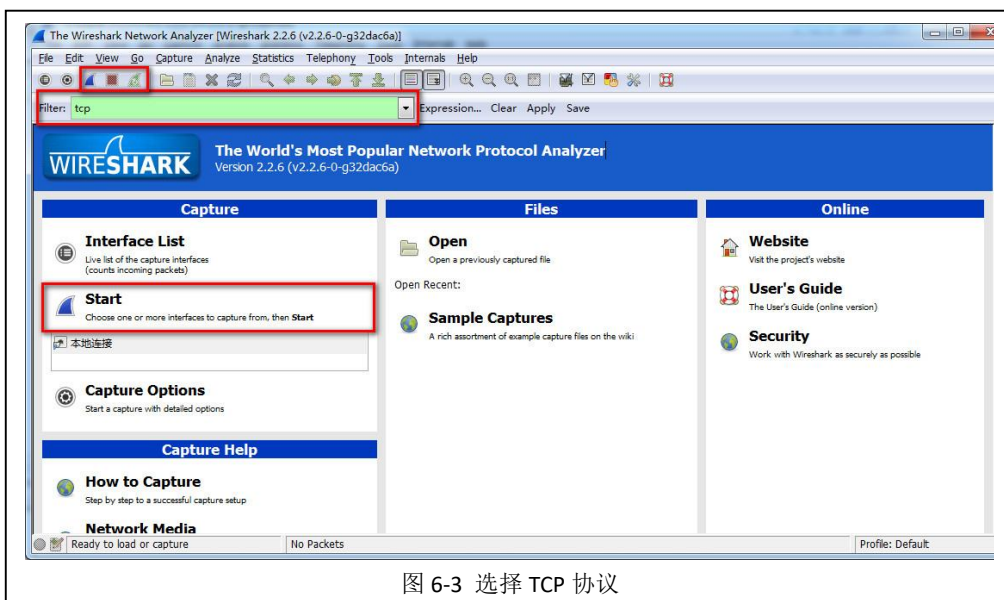 The Wireshark Network Analyzer [Wireshark 2.2.6 (v2.2.6-0-g32dac6a)]
File Edit View Go Capture Analyze Statistics Telephony Tools Internals Help
Filter: tcp Expression... Clear Apply Save
WIRESHARK
The World's Most Popular Network Protocol Analyzer
Version 2.2.6 (v2.2.6-0-g32dac6a)
Capture
Interface List
Live list of the capture interfaces
(counts incoming packets)
Start
Choose one or more interfaces to capture from, then Start
本地连接
Capture Options
Start a capture with detailed options
Capture Help
How to Capture
Step by step to a successful capture setup
Network Media
Files
Open
Open a previously captured file
Open Recent:
Sample Captures
A rich assortment of example capture files on the wiki
Online
Website
Visit the project's website
User's Guide
The User's Guide (online version)
Security
Work with Wireshark as securely as possible
Ready to load or capture No Packets Profile: Default
图 6-3 选择 TCP 协议